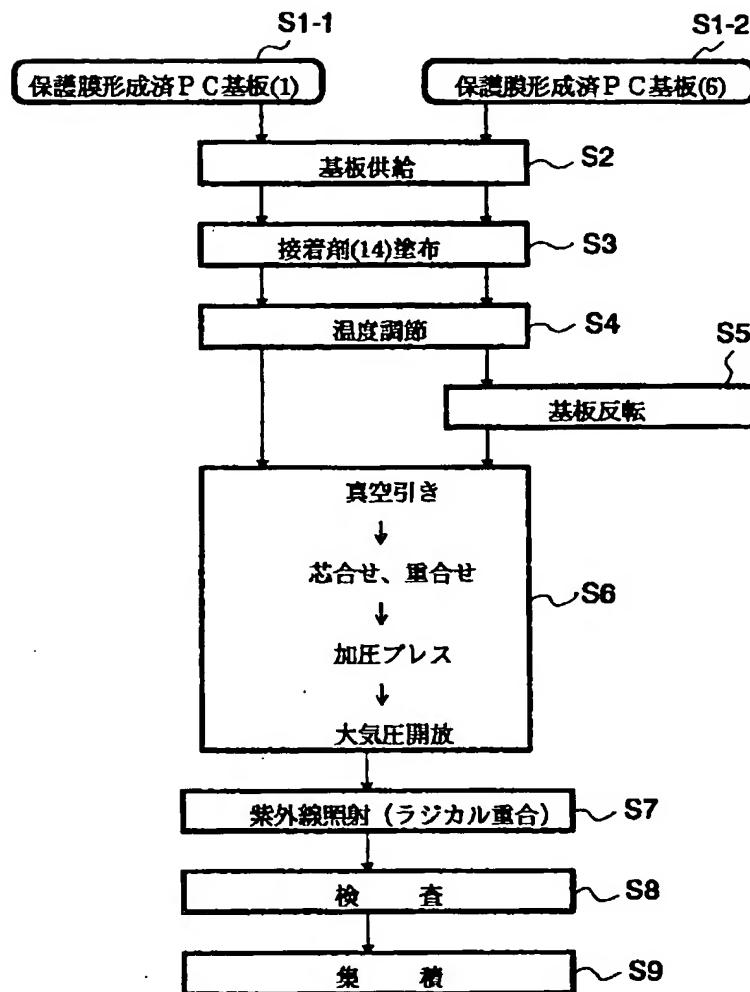 S1-1
S1-2
保護膜形成済PC基板(1)
保護膜形成済PC基板(6)
基板供給
S2
接着剤(14)塗布
S3
温度調節
S4
S5
基板反転
真空引き
↓
芯合せ、重合せ
↓
加圧プレス
↓
大気圧開放
S6
紫外線照射(ラジカル重合)
S7
検 査
S8
集 積
S9